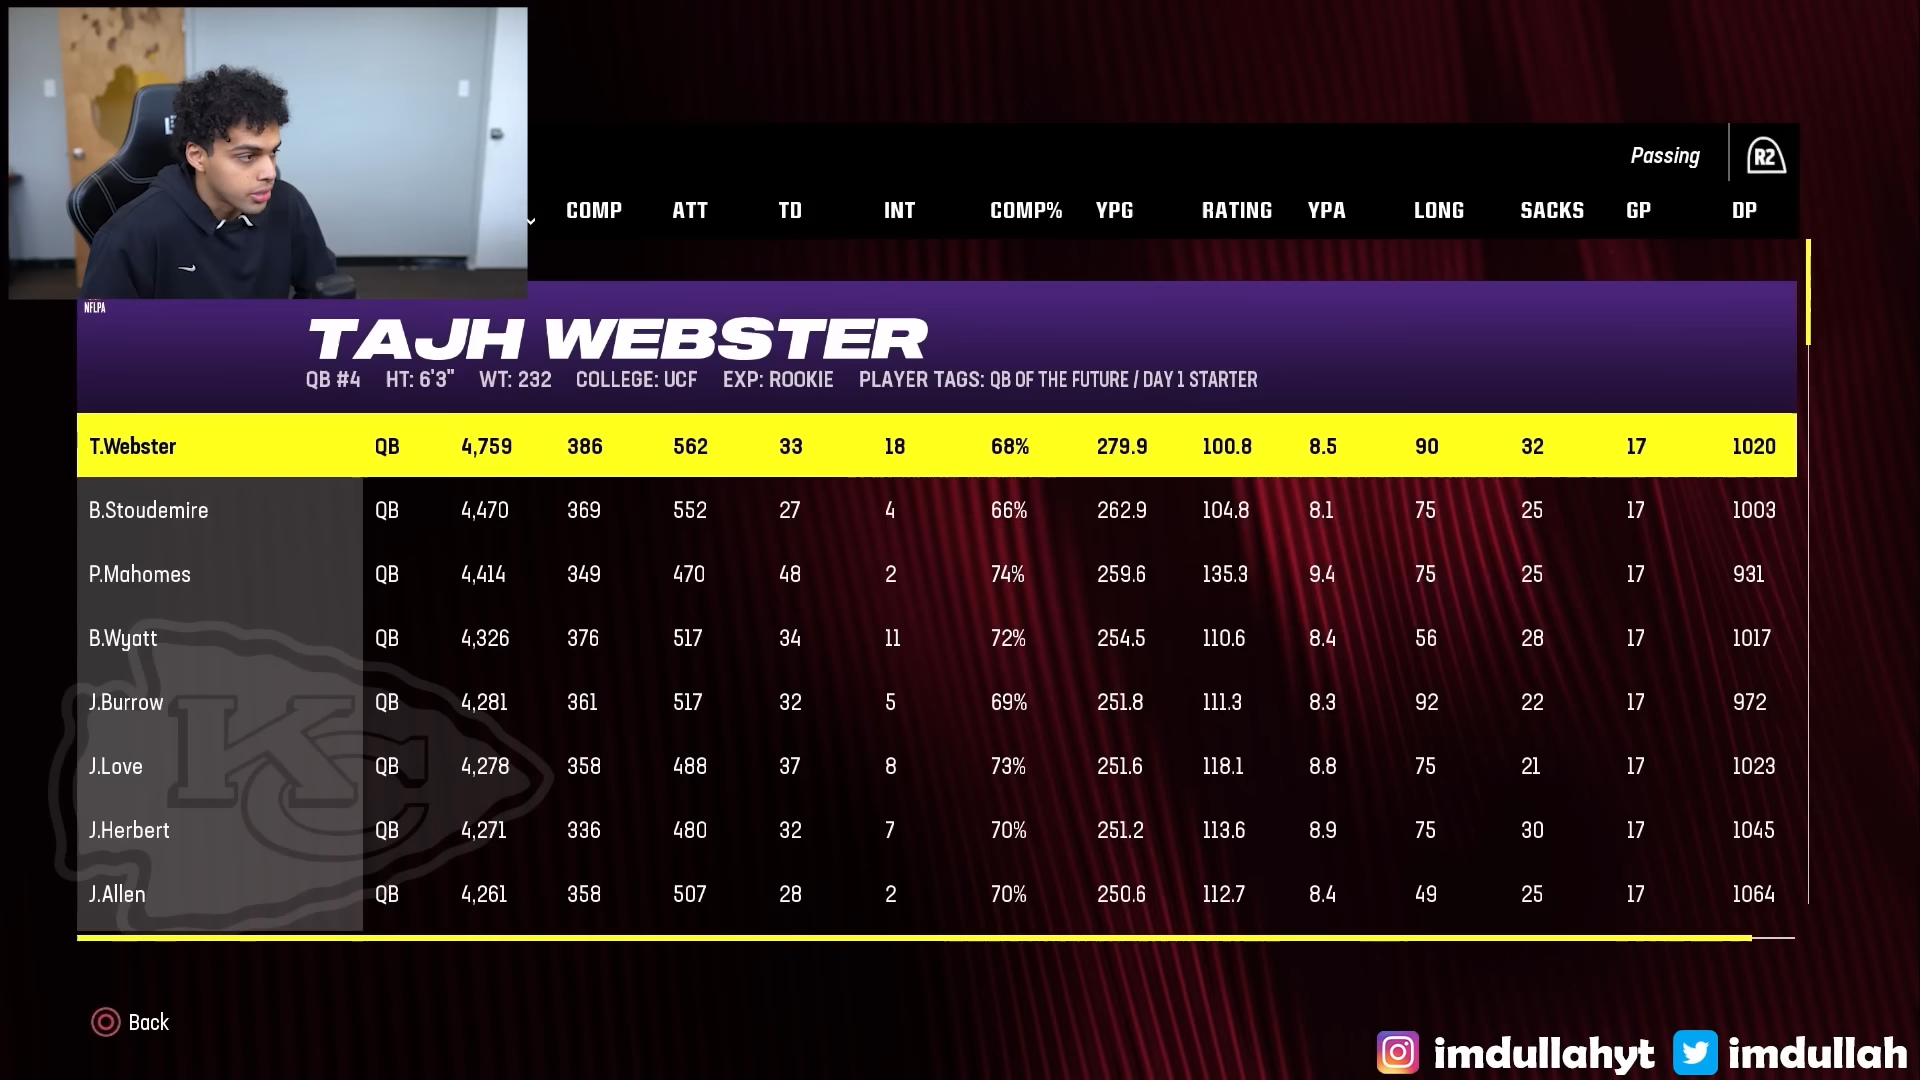 Passing R2
COMP ATT TD INT COMP% YPG RATING YPA LONG SACKS GP DP
NFLPA
TAJH WEBSTER
QB #4 HT: 6'3" WT: 232 COLLEGE: UCF EXP: ROOKIE PLAYER TAGS: QB OF THE FUTURE / DAY 1 STARTER
T.Webster QB 4,759 386 562 33 18 68% 279.9 100.8 8.5 90 32 17 1020
B.Stoudemire QB 4,470 369 552 27 4 66% 262.9 104.8 8.1 75 25 17 1003
P.Mahomes QB 4,414 349 470 48 2 74% 259.6 135.3 9.4 75 25 17 931
B.Wyatt QB 4,326 376 517 34 11 72% 254.5 110.6 8.4 56 28 17 1017
J.Burrow QB 4,281 361 517 32 5 69% 251.8 111.3 8.3 92 22 17 972
J.Love QB 4,278 358 488 37 8 73% 251.6 118.1 8.8 75 21 17 1023
J.Herbert QB 4,271 336 480 32 7 70% 251.2 113.6 8.9 75 30 17 1045
J.Allen QB 4,261 358 507 28 2 70% 250.6 112.7 8.4 49 25 17 1064
KC
Back
imdullahyt imdullah